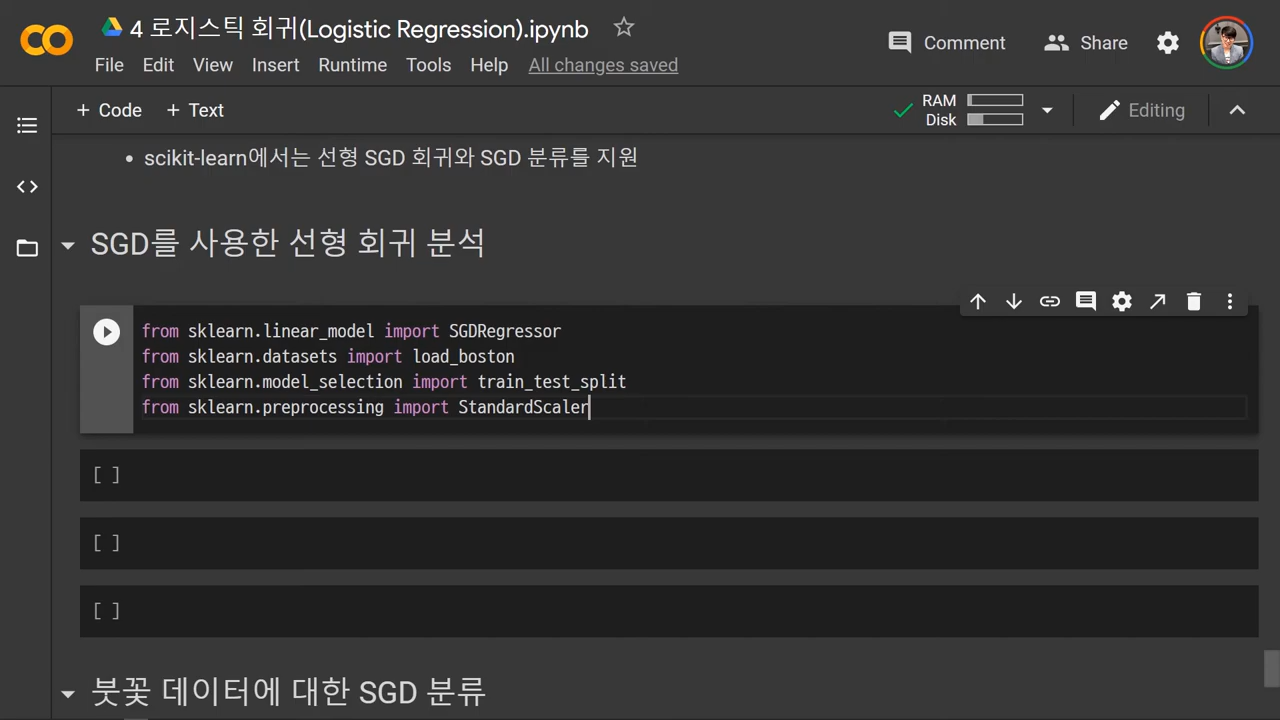 4 로지스틱 회귀(Logistic Regression).ipynb
Comment
Share
File Edit View Insert Runtime Tools Help All changes saved
+ Code + Text
RAM
Disk
Editing
• scikit-learn에서는 선형 SGD 회귀와 SGD 분류를 지원
SGD를 사용한 선형 회귀 분석
from sklearn.linear_model import SGDRegressor
from sklearn.datasets import load_boston
from sklearn.model_selection import train_test_split
from sklearn.preprocessing import StandardScaler
[ ]
[ ]
[ ]
붓꽃 데이터에 대한 SGD 분류